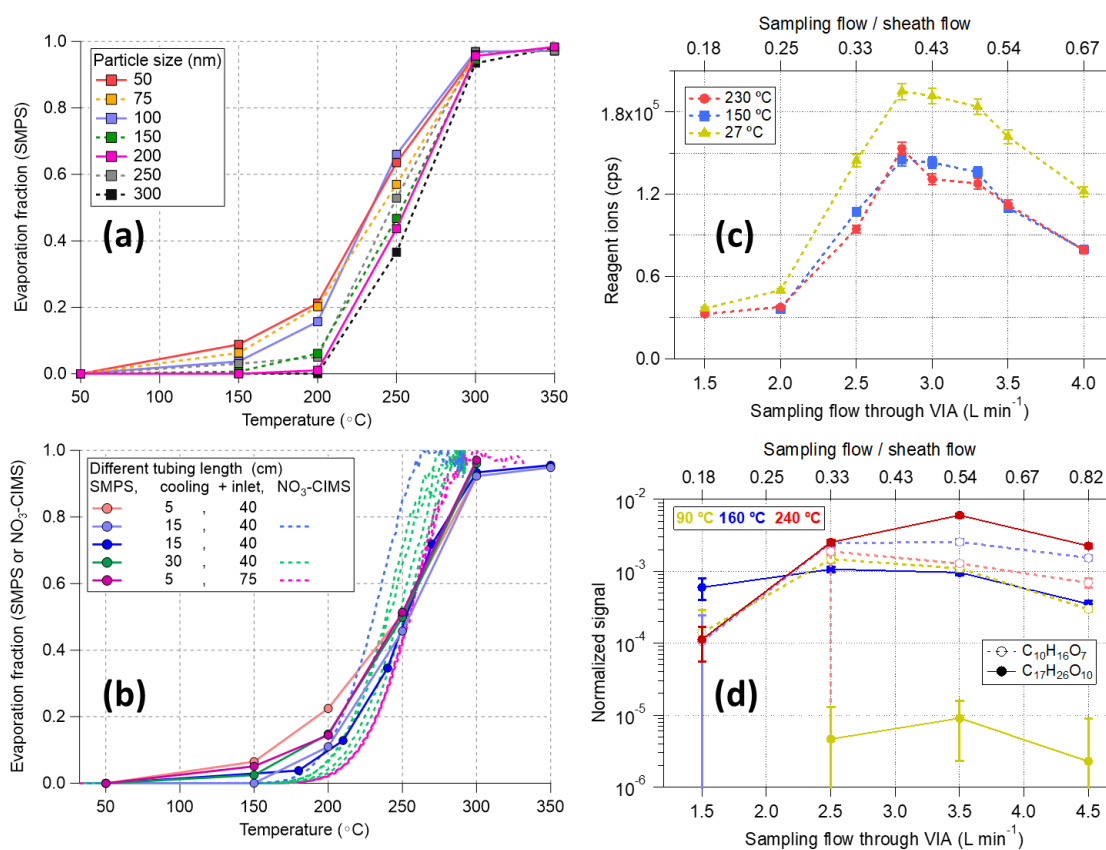 1.0
0.8
0.6
0.4
0.2
0.0
Evaporation fraction (SMPS)
Particle size (nm)
50
75
100
150
200
250
300
(a)
50 100 150 200 250 300 350
Temperature (°C)
Sampling flow / sheath flow
0.18 0.25 0.33 0.43 0.54 0.67
1.8x10⁵
1.2
0.6
0.0
Reagent ions (cps)
230 ºC
150 ºC
27 ºC
(c)
1.5 2.0 2.5 3.0 3.5 4.0
Sampling flow through VIA (L min⁻¹)
1.0
0.8
0.6
0.4
0.2
0.0
Evaporation fraction (SMPS or NO₃-CIMS)
Different tubing length (cm)
SMPS, cooling + inlet, NO₃-CIMS
5 , 40
15 , 40
15 , 40
30 , 40
5 , 75
(b)
50 100 150 200 250 300 350
Temperature (°C)
Sampling flow / sheath flow
0.18 0.25 0.33 0.43 0.54 0.67 0.82
10⁻²
10⁻³
10⁻⁴
10⁻⁵
10⁻⁶
Normalized signal
90 ºC 160 ºC 240 ºC
C₁₀H₁₆O₇
C₁₇H₂₆O₁₀
(d)
1.5 2.0 2.5 3.0 3.5 4.0 4.5
Sampling flow through VIA (L min⁻¹)